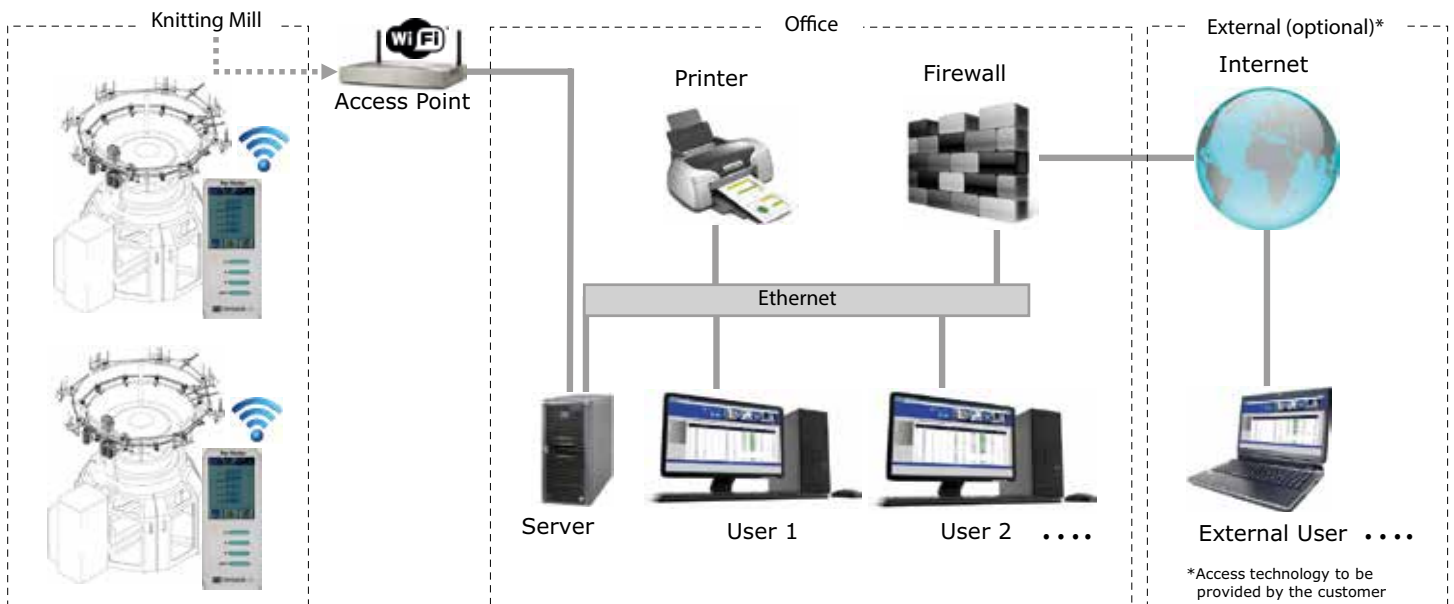 Knitting Mill
Office
External (optional)*
WiFi
Access Point
Printer
Firewall
Internet
Ethernet
Server
User 1
User 2 ....
External User ....
*Access technology to be
provided by the customer